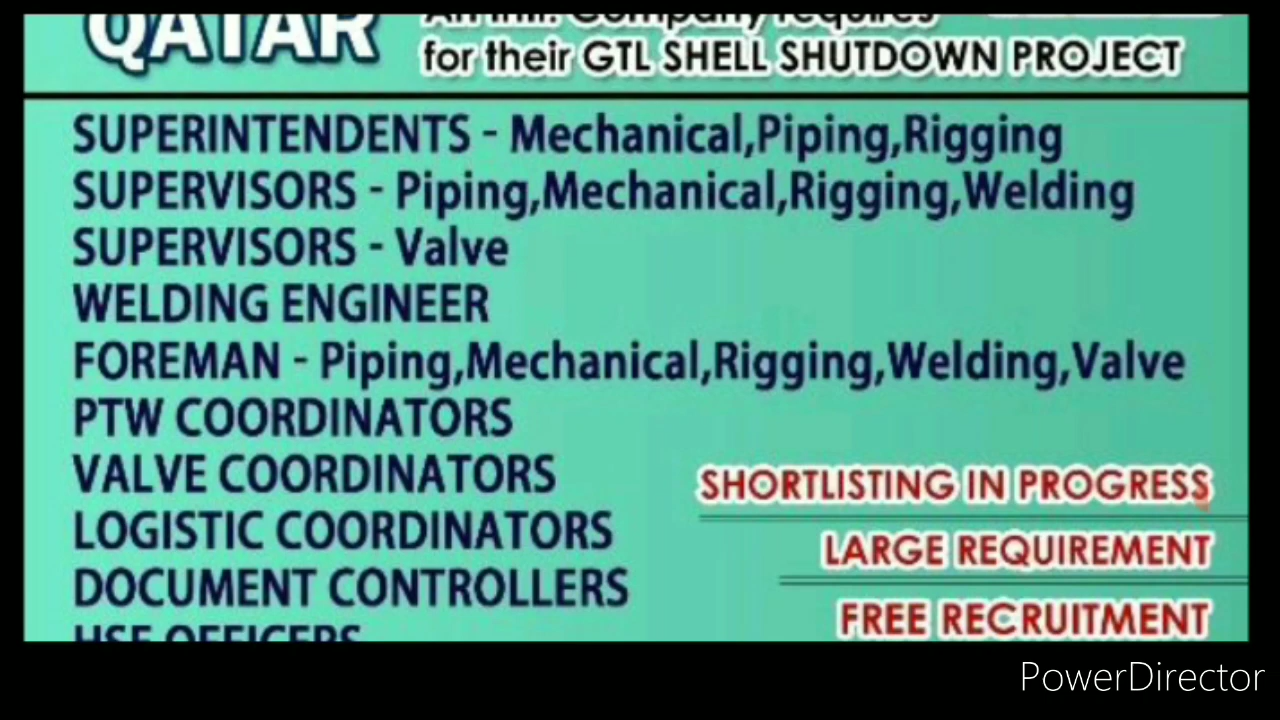 QATAR
An Intl. Company requires
for their GTL SHELL SHUTDOWN PROJECT
SUPERINTENDENTS - Mechanical,Piping,Rigging
SUPERVISORS - Piping,Mechanical,Rigging,Welding
SUPERVISORS - Valve
WELDING ENGINEER
FOREMAN - Piping,Mechanical,Rigging,Welding,Valve
PTW COORDINATORS
VALVE COORDINATORS
LOGISTIC COORDINATORS
DOCUMENT CONTROLLERS
HSE OFFICERS
SHORTLISTING IN PROGRESS
LARGE REQUIREMENT
FREE RECRUITMENT
PowerDirector